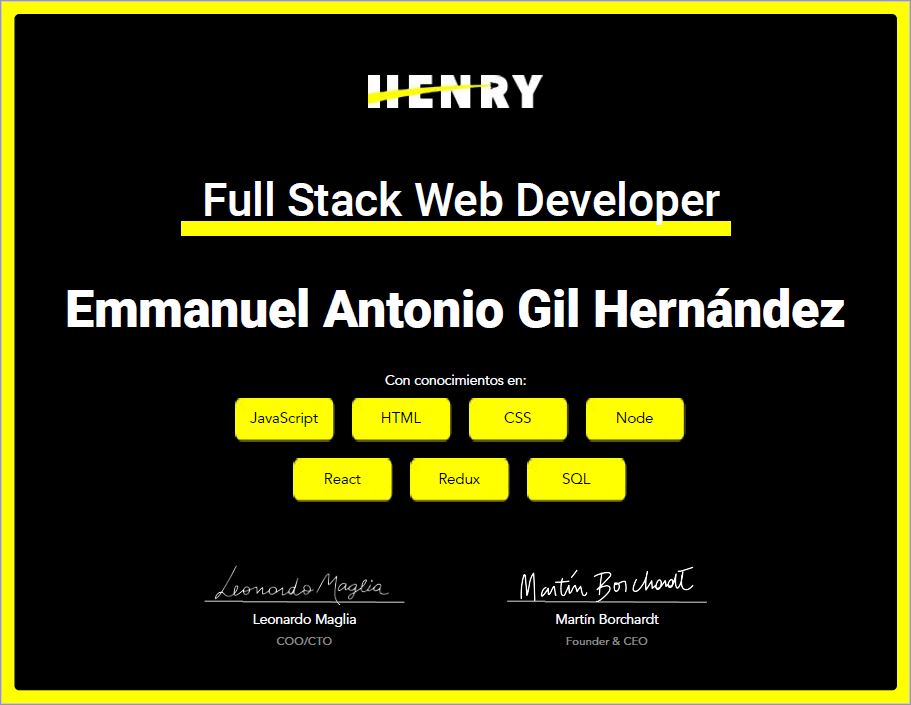 HENRY
Full Stack Web Developer
Emmanuel Antonio Gil Hernández
Con conocimientos en:
JavaScript HTML CSS Node
React Redux SQL
Leonardo Maglia Martín Borchardt
Leonardo Maglia Martín Borchardt
COO/CTO Founder & CEO